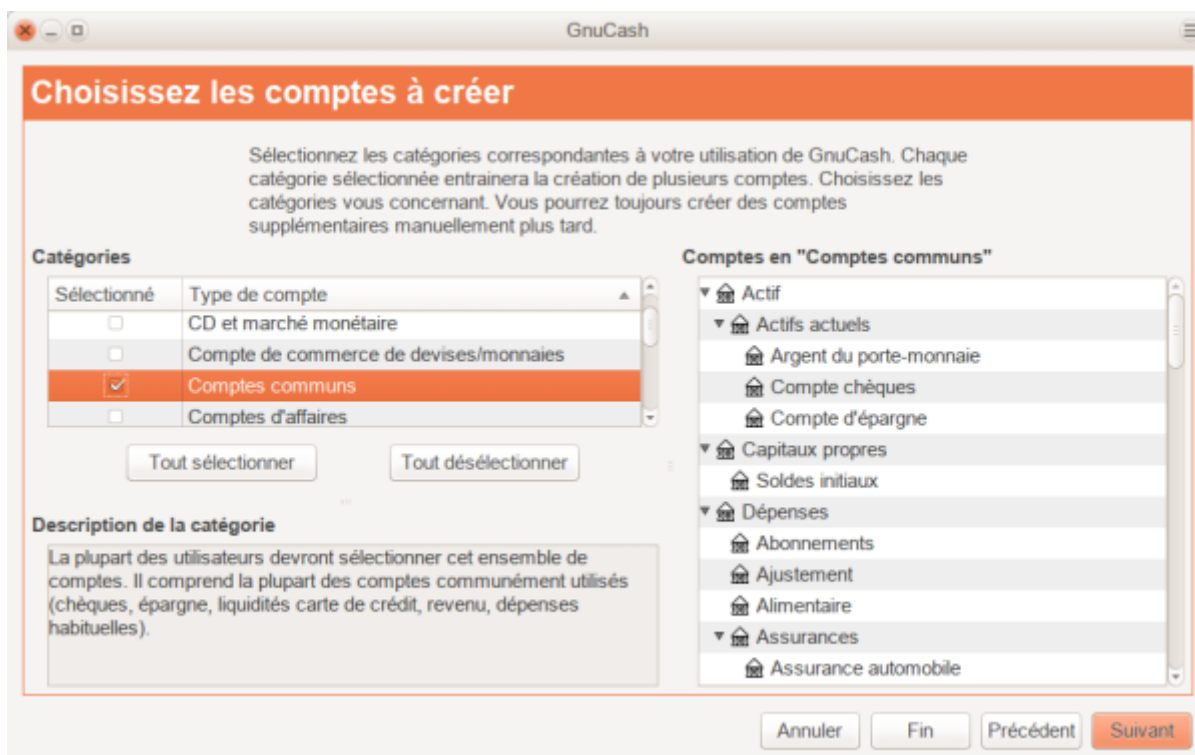 GnuCash
Choisissez les comptes à créer
Sélectionnez les catégories correspondantes à votre utilisation de GnuCash. Chaque
catégorie sélectionnée entrainera la création de plusieurs comptes. Choisissez les
catégories vous concernant. Vous pourrez toujours créer des comptes
supplémentaires manuellement plus tard.
Catégories
Sélectionné Type de compte
CD et marché monétaire
Compte de commerce de devises/monnaies
Comptes communs
Comptes d'affaires
Tout sélectionner Tout désélectionner
Description de la catégorie
La plupart des utilisateurs devront sélectionner cet ensemble de
comptes. Il comprend la plupart des comptes communément utilisés
(chèques, épargne, liquidités carte de crédit, revenu, dépenses
habituelles).
Comptes en "Comptes communs"
Actif
Actifs actuels
Argent du porte-monnaie
Compte chèques
Compte d'épargne
Capitaux propres
Soldes initiaux
Dépenses
Abonnements
Ajustement
Alimentaire
Assurances
Assurance automobile
Annuler Fin Précédent Suivant